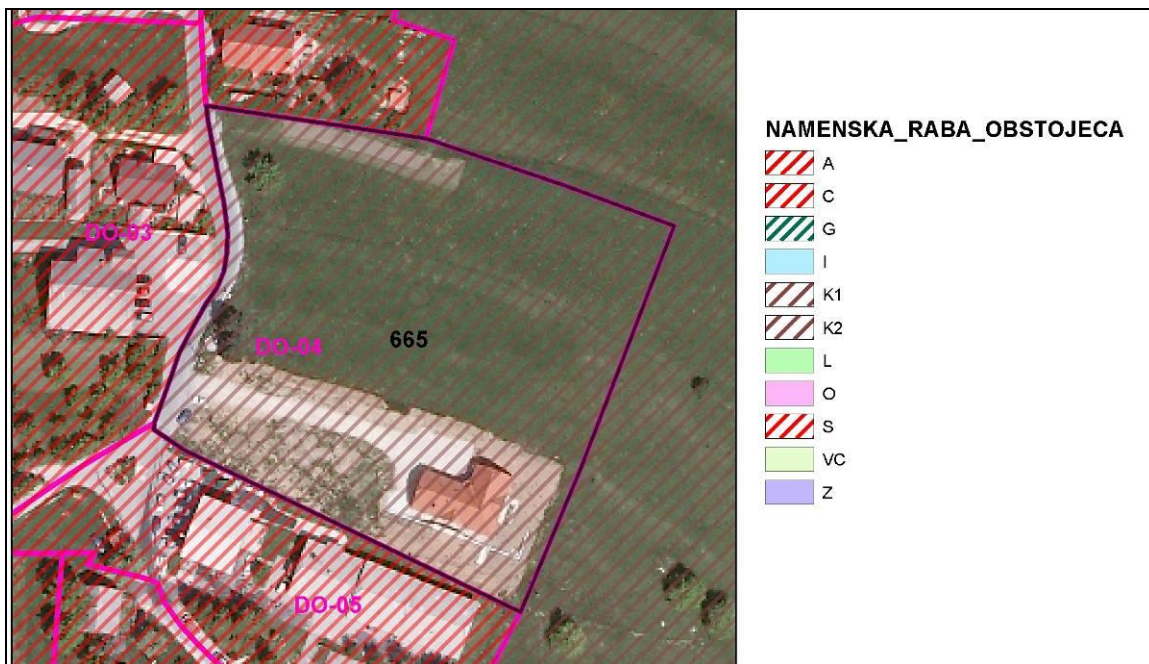 DO-03
DO-04
665
DO-05
NAMENSKA_RABA_OBSTOJECA
A
C
G
I
K1
K2
L
O
S
VC
Z